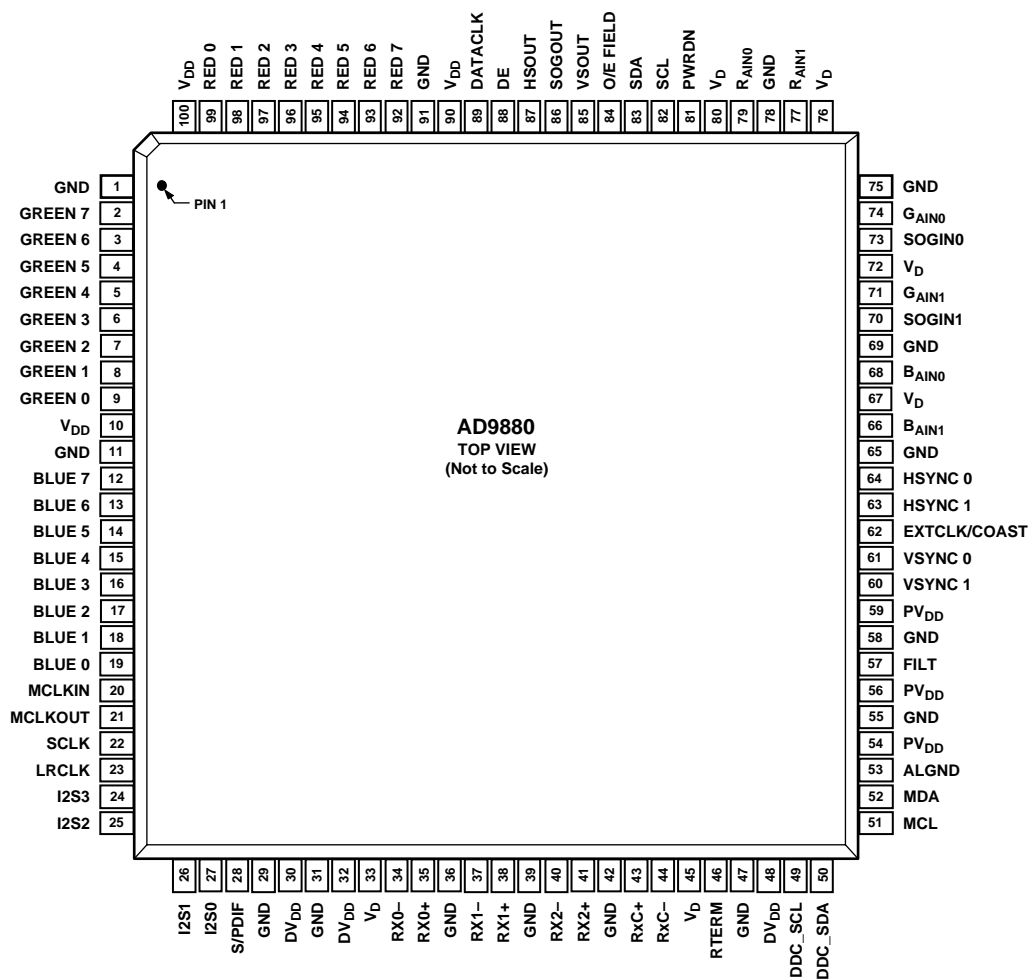 VDD RED 0 RED 1 RED 2 RED 3 RED 4 RED 5 RED 6 RED 7 GND VDD DATACLK DE HSOUT SOGOUT VSOUT O/E FIELD SDA SCL PWRDN VD RAIN0 GND RAIN1 VD
100 99 98 97 96 95 94 93 92 91 90 89 88 87 86 85 84 83 82 81 80 79 78 77 76
GND 1
GREEN 7 2
GREEN 6 3
GREEN 5 4
GREEN 4 5
GREEN 3 6
GREEN 2 7
GREEN 1 8
GREEN 0 9
VDD 10
GND 11
BLUE 7 12
BLUE 6 13
BLUE 5 14
BLUE 4 15
BLUE 3 16
BLUE 2 17
BLUE 1 18
BLUE 0 19
MCLKIN 20
MCLKOUT 21
SCLK 22
LRCLK 23
I2S3 24
I2S2 25
PIN 1
AD9880
TOP VIEW
(Not to Scale)
75 GND
74 GAIN0
73 SOGIN0
72 VD
71 GAIN1
70 SOGIN1
69 GND
68 BAIN0
67 VD
66 BAIN1
65 GND
64 HSYNC 0
63 HSYNC 1
62 EXTCLK/COAST
61 VSYNC 0
60 VSYNC 1
59 PVDD
58 GND
57 FILT
56 PVDD
55 GND
54 PVDD
53 ALGND
52 MDA
51 MCL
26 27 28 29 30 31 32 33 34 35 36 37 38 39 40 41 42 43 44 45 46 47 48 49 50
I2S1 I2S0 S/PDIF GND DVDD GND DVDD VD RX0– RX0+ GND RX1– RX1+ GND RX2– RX2+ GND RxC+ RxC– VD RTERM GND DVDD DDC_SCL DDC_SDA